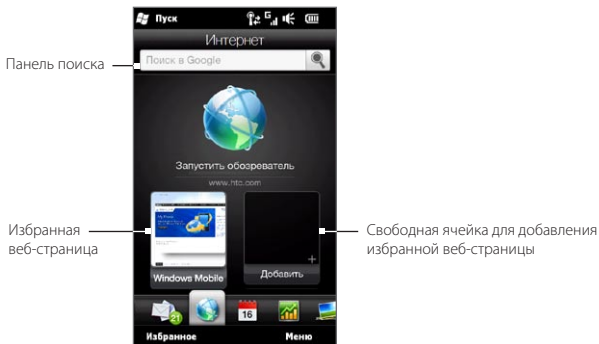 Пуск
Интернет
Поиск в Google
Панель поиска
Запустить обозреватель
www.htc.com
Избранная
веб-страница
Свободная ячейка для добавления
избранной веб-страницы
Windows Mobile
Добавить
21
16
Избранное Меню